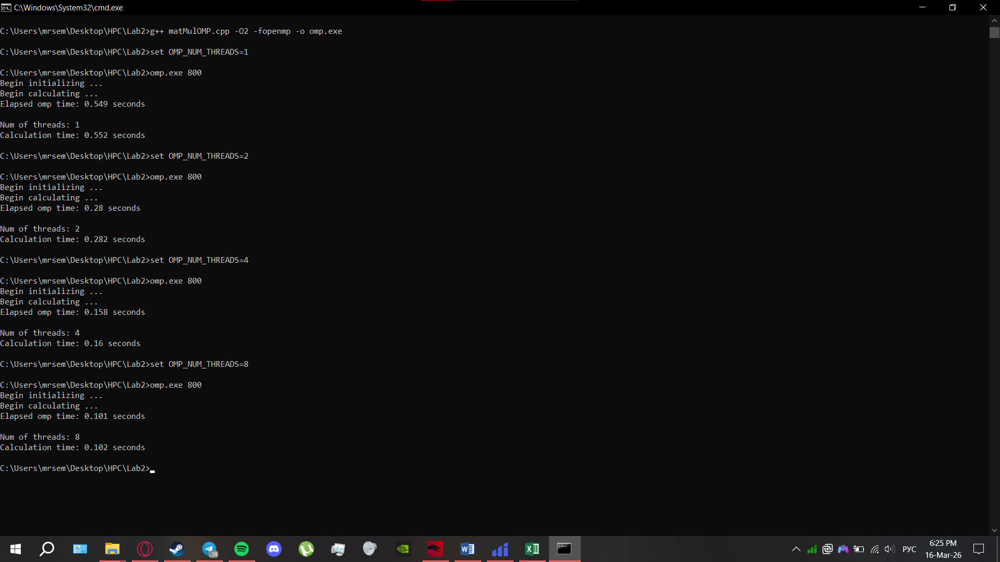 C:\Windows\System32\cmd.exe
C:\Users\mrsem\Desktop\HPC\Lab2>g++ matMulOMP.cpp -O2 -fopenmp -o omp.exe
C:\Users\mrsem\Desktop\HPC\Lab2>set OMP_NUM_THREADS=1
C:\Users\mrsem\Desktop\HPC\Lab2>omp.exe 800
Begin initializing ...
Begin calculating ...
Elapsed omp time: 0.549 seconds
Num of threads: 1
Calculation time: 0.552 seconds
C:\Users\mrsem\Desktop\HPC\Lab2>set OMP_NUM_THREADS=2
C:\Users\mrsem\Desktop\HPC\Lab2>omp.exe 800
Begin initializing ...
Begin calculating ...
Elapsed omp time: 0.28 seconds
Num of threads: 2
Calculation time: 0.282 seconds
C:\Users\mrsem\Desktop\HPC\Lab2>set OMP_NUM_THREADS=4
C:\Users\mrsem\Desktop\HPC\Lab2>omp.exe 800
Begin initializing ...
Begin calculating ...
Elapsed omp time: 0.158 seconds
Num of threads: 4
Calculation time: 0.16 seconds
C:\Users\mrsem\Desktop\HPC\Lab2>set OMP_NUM_THREADS=8
C:\Users\mrsem\Desktop\HPC\Lab2>omp.exe 800
Begin initializing ...
Begin calculating ...
Elapsed omp time: 0.101 seconds
Num of threads: 8
Calculation time: 0.102 seconds
C:\Users\mrsem\Desktop\HPC\Lab2>
РУС
6:25 PM
16-Mar-26